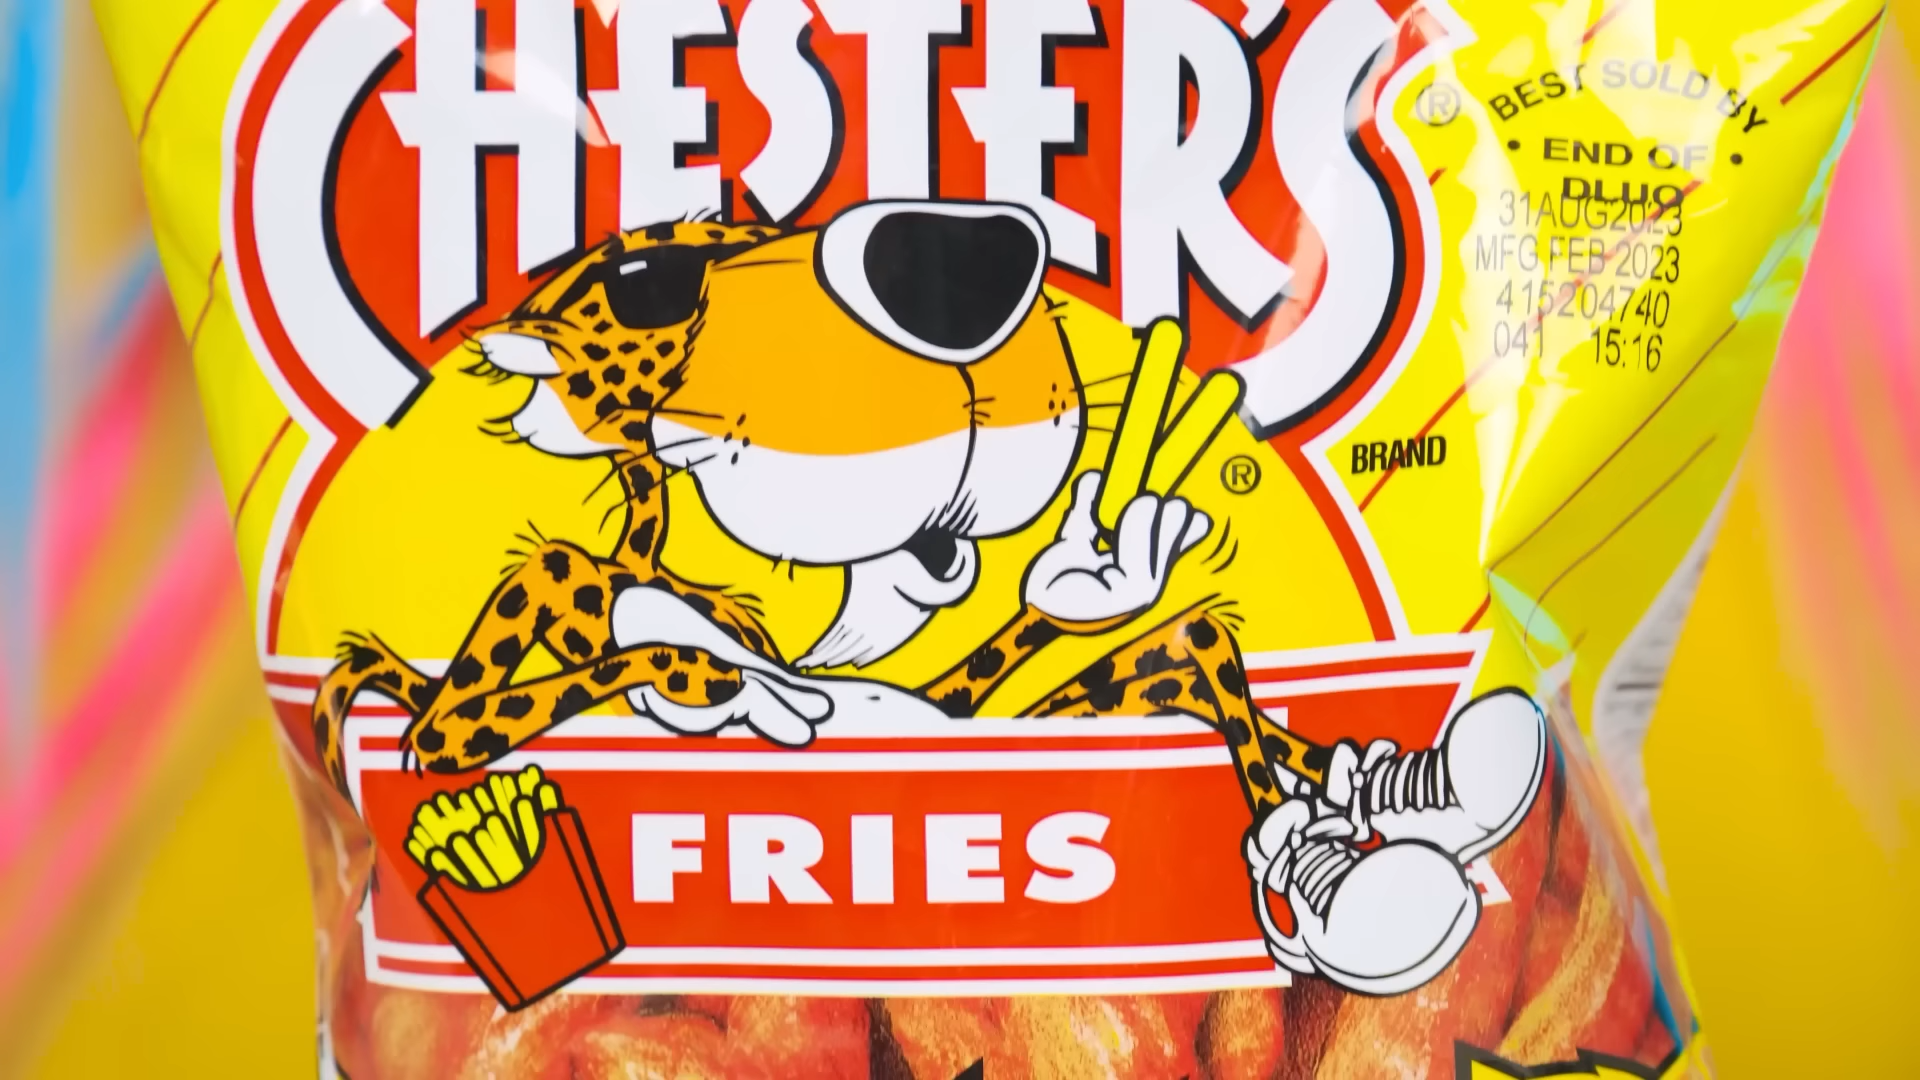 CHESTER'S
®
BEST SOLD BY
• END OF •
DLUO
31AUG2023
MFG FEB 2023
415204740
041 15:16
BRAND
®
FRIES